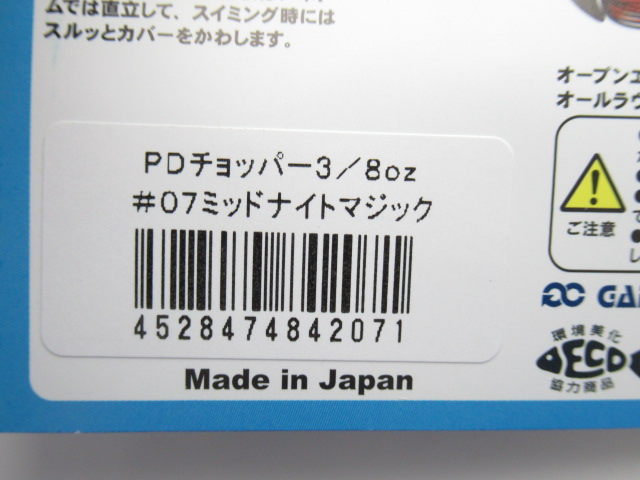 ムでは直立して、スイミング時には
スルッとカバーをかわします。
オープンエ
オールラウ
PDチョッパー3/8oz
#07ミッドナイトマジック
4528474842071
Made in Japan
ご注意
環境美化
ECO
協力商品